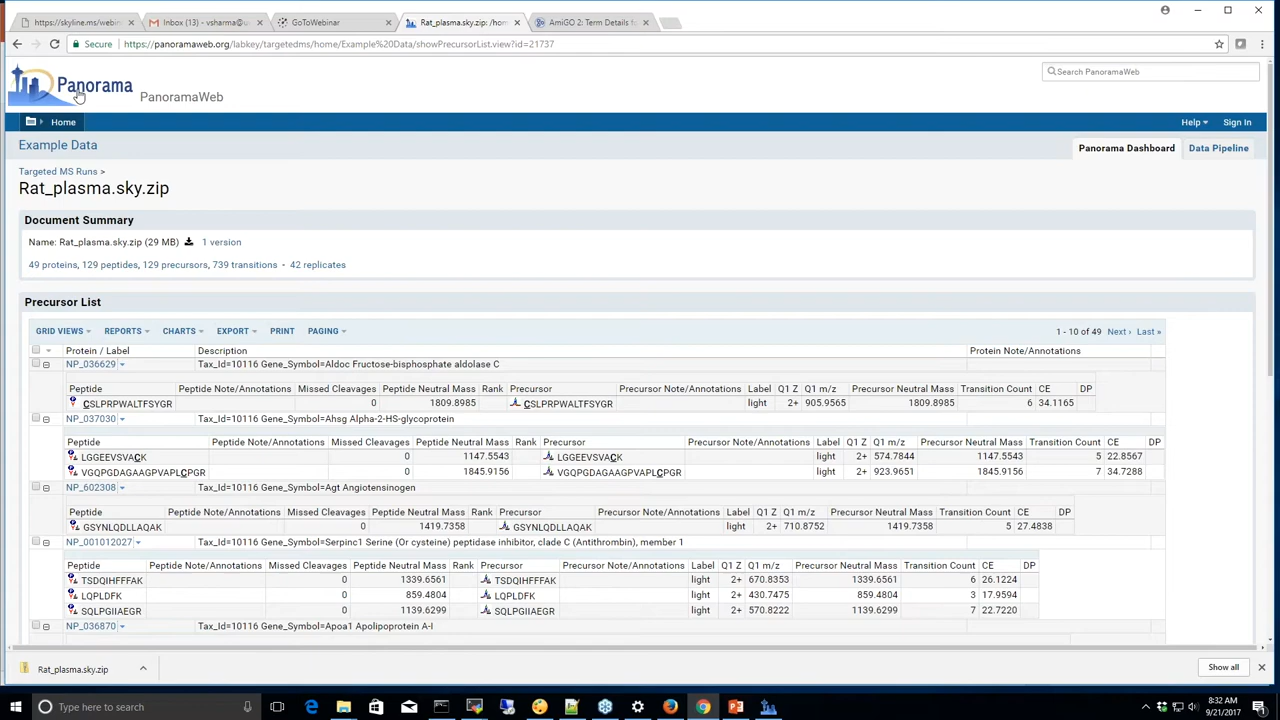 https://skyline.ms/webin
Inbox (13) - vsharma@u
GoToWebinar
Rat_plasma.sky.zip: /hom
AmiGO 2: Term Details fo
Secure
https://panoramaweb.org/labkey/targetedms/home/Example%20Data/showPrecursorList.view?id=21737
Panorama
PanoramaWeb
Search PanoramaWeb
Home
Help
Sign In
Example Data
Panorama Dashboard
Data Pipeline
Targeted MS Runs >
Rat_plasma.sky.zip
Document Summary
Name: Rat_plasma.sky.zip (29 MB) 1 version
49 proteins, 129 peptides, 129 precursors, 739 transitions - 42 replicates
Precursor List
GRID VIEWS REPORTS CHARTS EXPORT PRINT PAGING 1 - 10 of 49 Next › Last »
Protein / Label Description Protein Note/Annotations
NP_036629 Tax_Id=10116 Gene_Symbol=Aldoc Fructose-bisphosphate aldolase C
Peptide Peptide Note/Annotations Missed Cleavages Peptide Neutral Mass Rank Precursor Precursor Note/Annotations Label Q1 Z Q1 m/z Precursor Neutral Mass Transition Count CE DP
CSLPRPWALTFSYGR 0 1809.8985 CSLPRPWALTFSYGR light 2+ 905.9565 1809.8985 6 34.1165
NP_037030 Tax_Id=10116 Gene_Symbol=Ahsg Alpha-2-HS-glycoprotein
Peptide Peptide Note/Annotations Missed Cleavages Peptide Neutral Mass Rank Precursor Precursor Note/Annotations Label Q1 Z Q1 m/z Precursor Neutral Mass Transition Count CE DP
LGGEEVSVACK 0 1147.5543 LGGEEVSVACK light 2+ 574.7844 1147.5543 5 22.8567
VGQPGDAGAAGPVAPLCPGR 0 1845.9156 VGQPGDAGAAGPVAPLCPGR light 2+ 923.9651 1845.9156 7 34.7288
NP_602308 Tax_Id=10116 Gene_Symbol=Agt Angiotensinogen
Peptide Peptide Note/Annotations Missed Cleavages Peptide Neutral Mass Rank Precursor Precursor Note/Annotations Label Q1 Z Q1 m/z Precursor Neutral Mass Transition Count CE DP
GSYNLQDLLAQAK 0 1419.7358 GSYNLQDLLAQAK light 2+ 710.8752 1419.7358 5 27.4838
NP_001012027 Tax_Id=10116 Gene_Symbol=Serpinc1 Serine (Or cysteine) peptidase inhibitor, clade C (Antithrombin), member 1
Peptide Peptide Note/Annotations Missed Cleavages Peptide Neutral Mass Rank Precursor Precursor Note/Annotations Label Q1 Z Q1 m/z Precursor Neutral Mass Transition Count CE DP
TSDQIHFFFAK 0 1339.6561 TSDQIHFFFAK light 2+ 670.8353 1339.6561 6 26.1224
LQPLDFK 0 859.4804 LQPLDFK light 2+ 430.7475 859.4804 3 17.9594
SQLPGIIAEGR 0 1139.6299 SQLPGIIAEGR light 2+ 570.8222 1139.6299 7 22.7220
NP_036870 Tax_Id=10116 Gene_Symbol=Apoa1 Apolipoprotein A-I
Rat_plasma.sky.zip
Show all
Type here to search
8:32 AM
9/21/2017